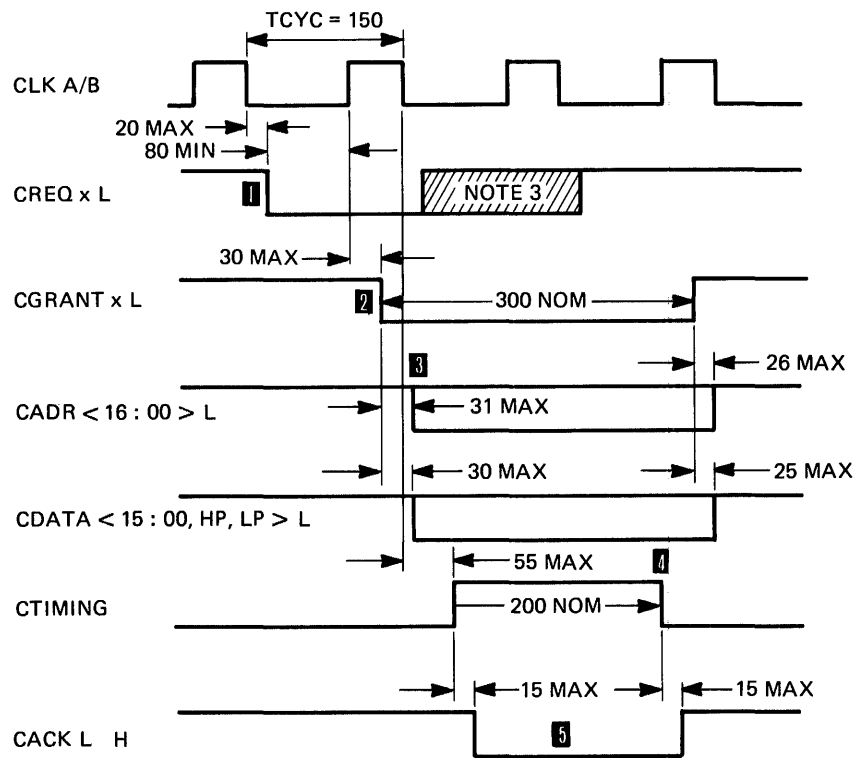 TCYC = 150
CLK A/B
20 MAX
80 MIN
CREQ x L
1
NOTE 3
30 MAX
CGRANT x L
2
300 NOM
3
26 MAX
CADR < 16 : 00 > L
31 MAX
30 MAX
25 MAX
CDATA < 15 : 00, HP, LP > L
55 MAX
4
CTIMING
200 NOM
15 MAX
15 MAX
CACK L H
5